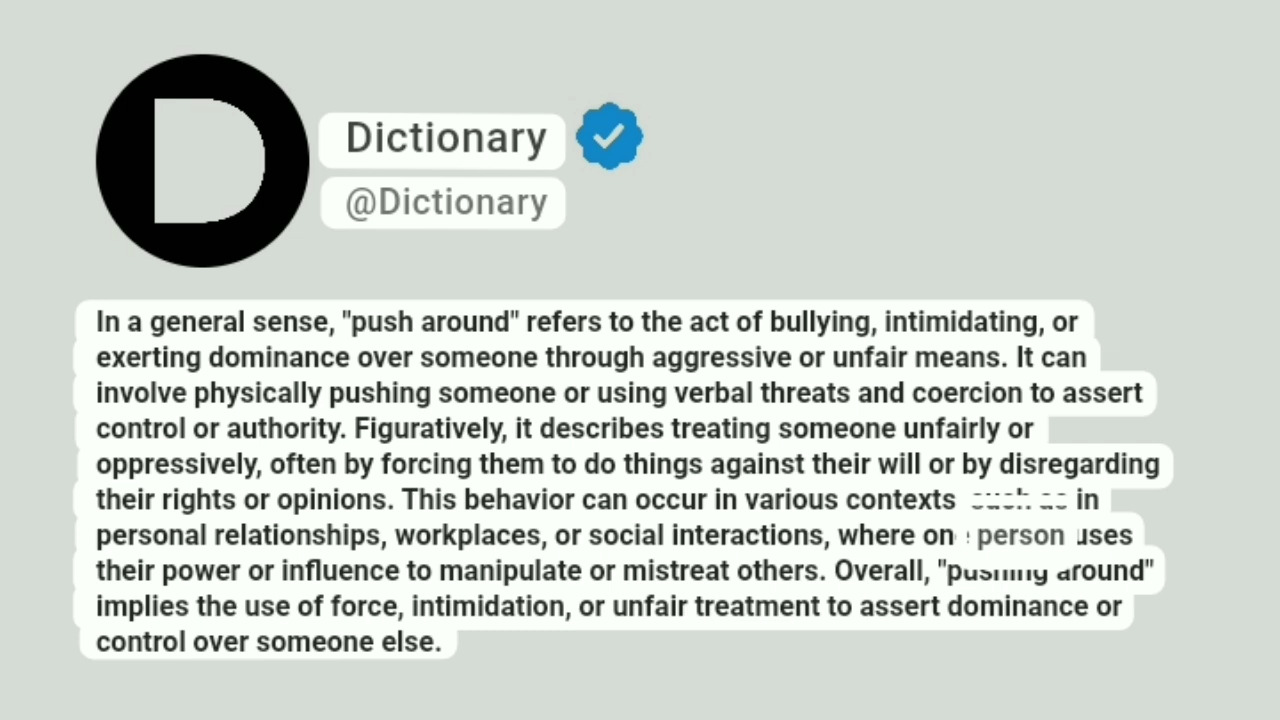 D
Dictionary
@Dictionary
In a general sense, "push around" refers to the act of bullying, intimidating, or
exerting dominance over someone through aggressive or unfair means. It can
involve physically pushing someone or using verbal threats and coercion to assert
control or authority. Figuratively, it describes treating someone unfairly or
oppressively, often by forcing them to do things against their will or by disregarding
their rights or opinions. This behavior can occur in various contexts in
personal relationships, workplaces, or social interactions, where person uses
their power or influence to manipulate or mistreat others. Overall, "pushing around"
implies the use of force, intimidation, or unfair treatment to assert dominance or
control over someone else.